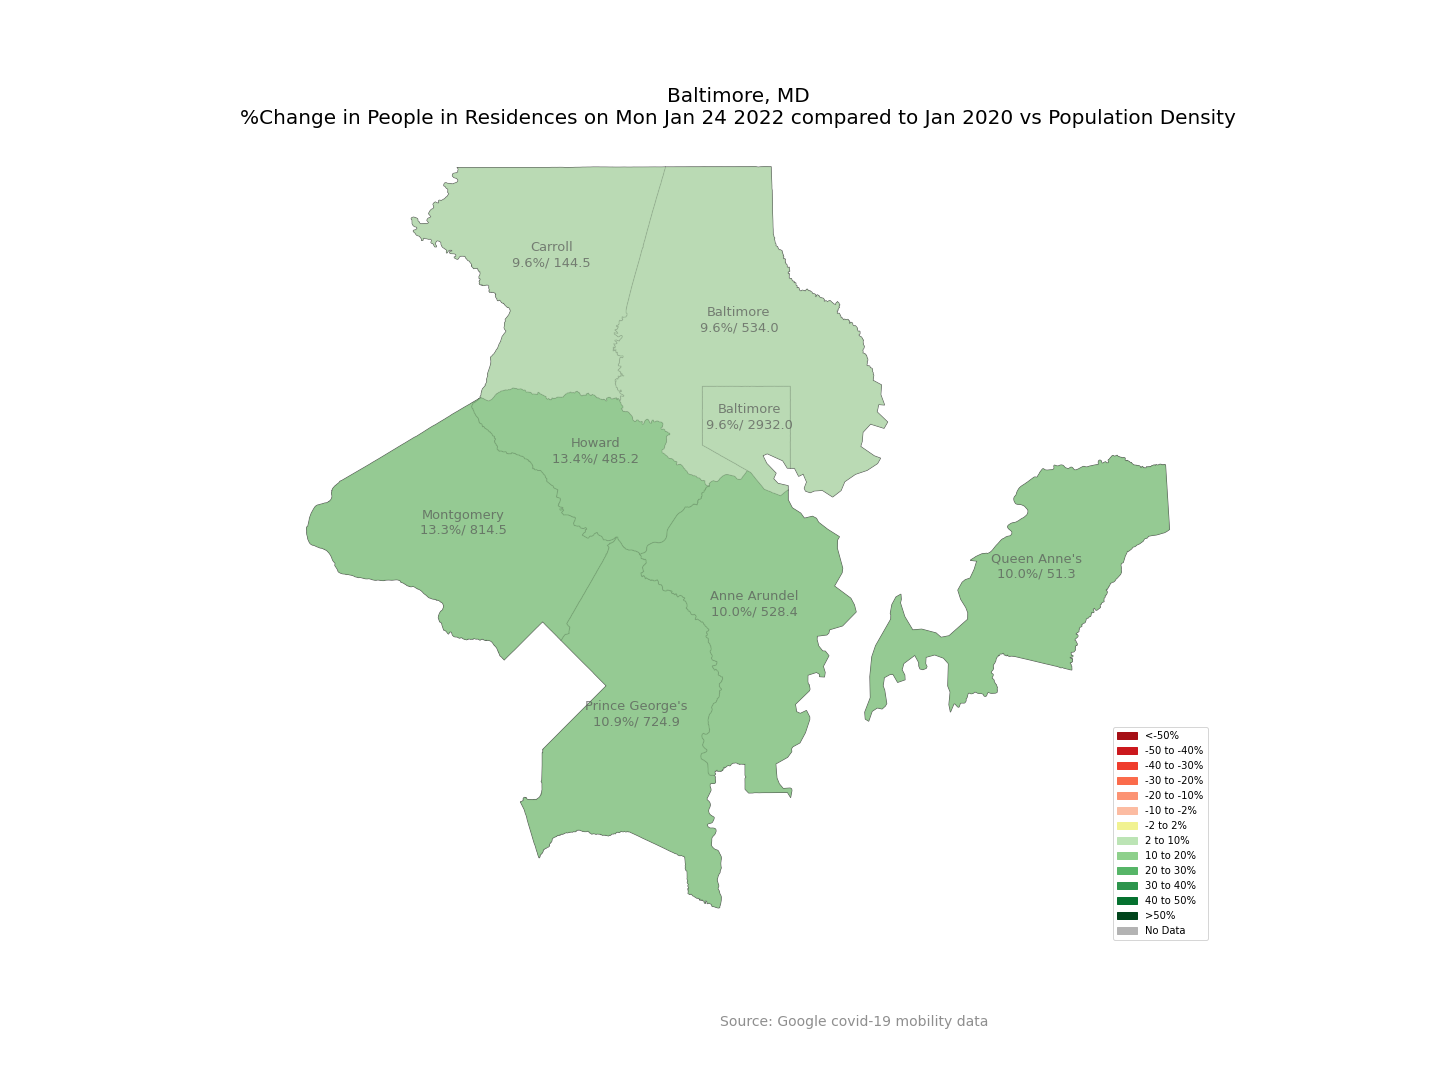 Baltimore, MD
%Change in People in Residences on Mon Jan 24 2022 compared to Jan 2020 vs Population Density
Carroll
9.6%/ 144.5
Baltimore
9.6%/ 534.0
Baltimore
9.6%/ 2932.0
Howard
13.4%/ 485.2
Montgomery
13.3%/ 814.5
Queen Anne's
10.0%/ 51.3
Anne Arundel
10.0%/ 528.4
Prince George's
10.9%/ 724.9
<-50%
-50 to -40%
-40 to -30%
-30 to -20%
-20 to -10%
-10 to -2%
-2 to 2%
2 to 10%
10 to 20%
20 to 30%
30 to 40%
40 to 50%
>50%
No Data
Source: Google covid-19 mobility data